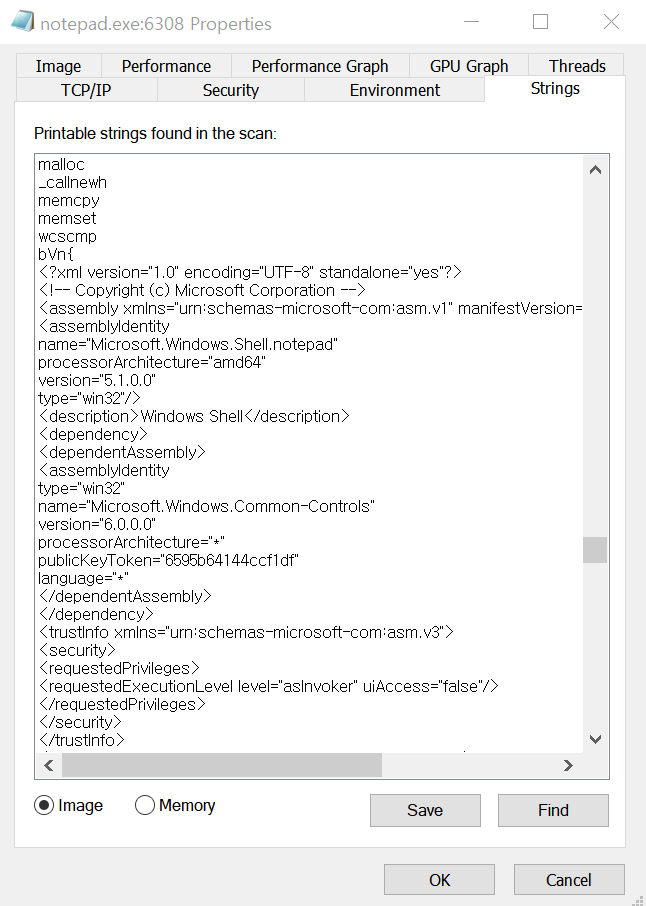 notepad.exe:6308 Properties
Image Performance Performance Graph GPU Graph Threads
TCP/IP Security Environment Strings
Printable strings found in the scan:
malloc
_callnewh
memcpy
memset
wcscmp
bVn{
<?xml version="1.0" encoding="UTF-8" standalone="yes"?>
<!-- Copyright (c) Microsoft Corporation -->
<assembly xmlns="urn:schemas-microsoft-com:asm.v1" manifestVersion=
<assemblyIdentity
name="Microsoft.Windows.Shell.notepad"
processorArchitecture="amd64"
version="5.1.0.0"
type="win32"/>
<description>Windows Shell</description>
<dependency>
<dependentAssembly>
<assemblyIdentity
type="win32"
name="Microsoft.Windows.Common-Controls"
version="6.0.0.0"
processorArchitecture="*"
publicKeyToken="6595b64144ccf1df"
language="*"
</dependentAssembly>
</dependency>
<trustInfo xmlns="urn:schemas-microsoft-com:asm.v3">
<security>
<requestedPrivileges>
<requestedExecutionLevel level="asInvoker" uiAccess="false"/>
</requestedPrivileges>
</security>
</trustInfo>
Image Memory Save Find
OK Cancel